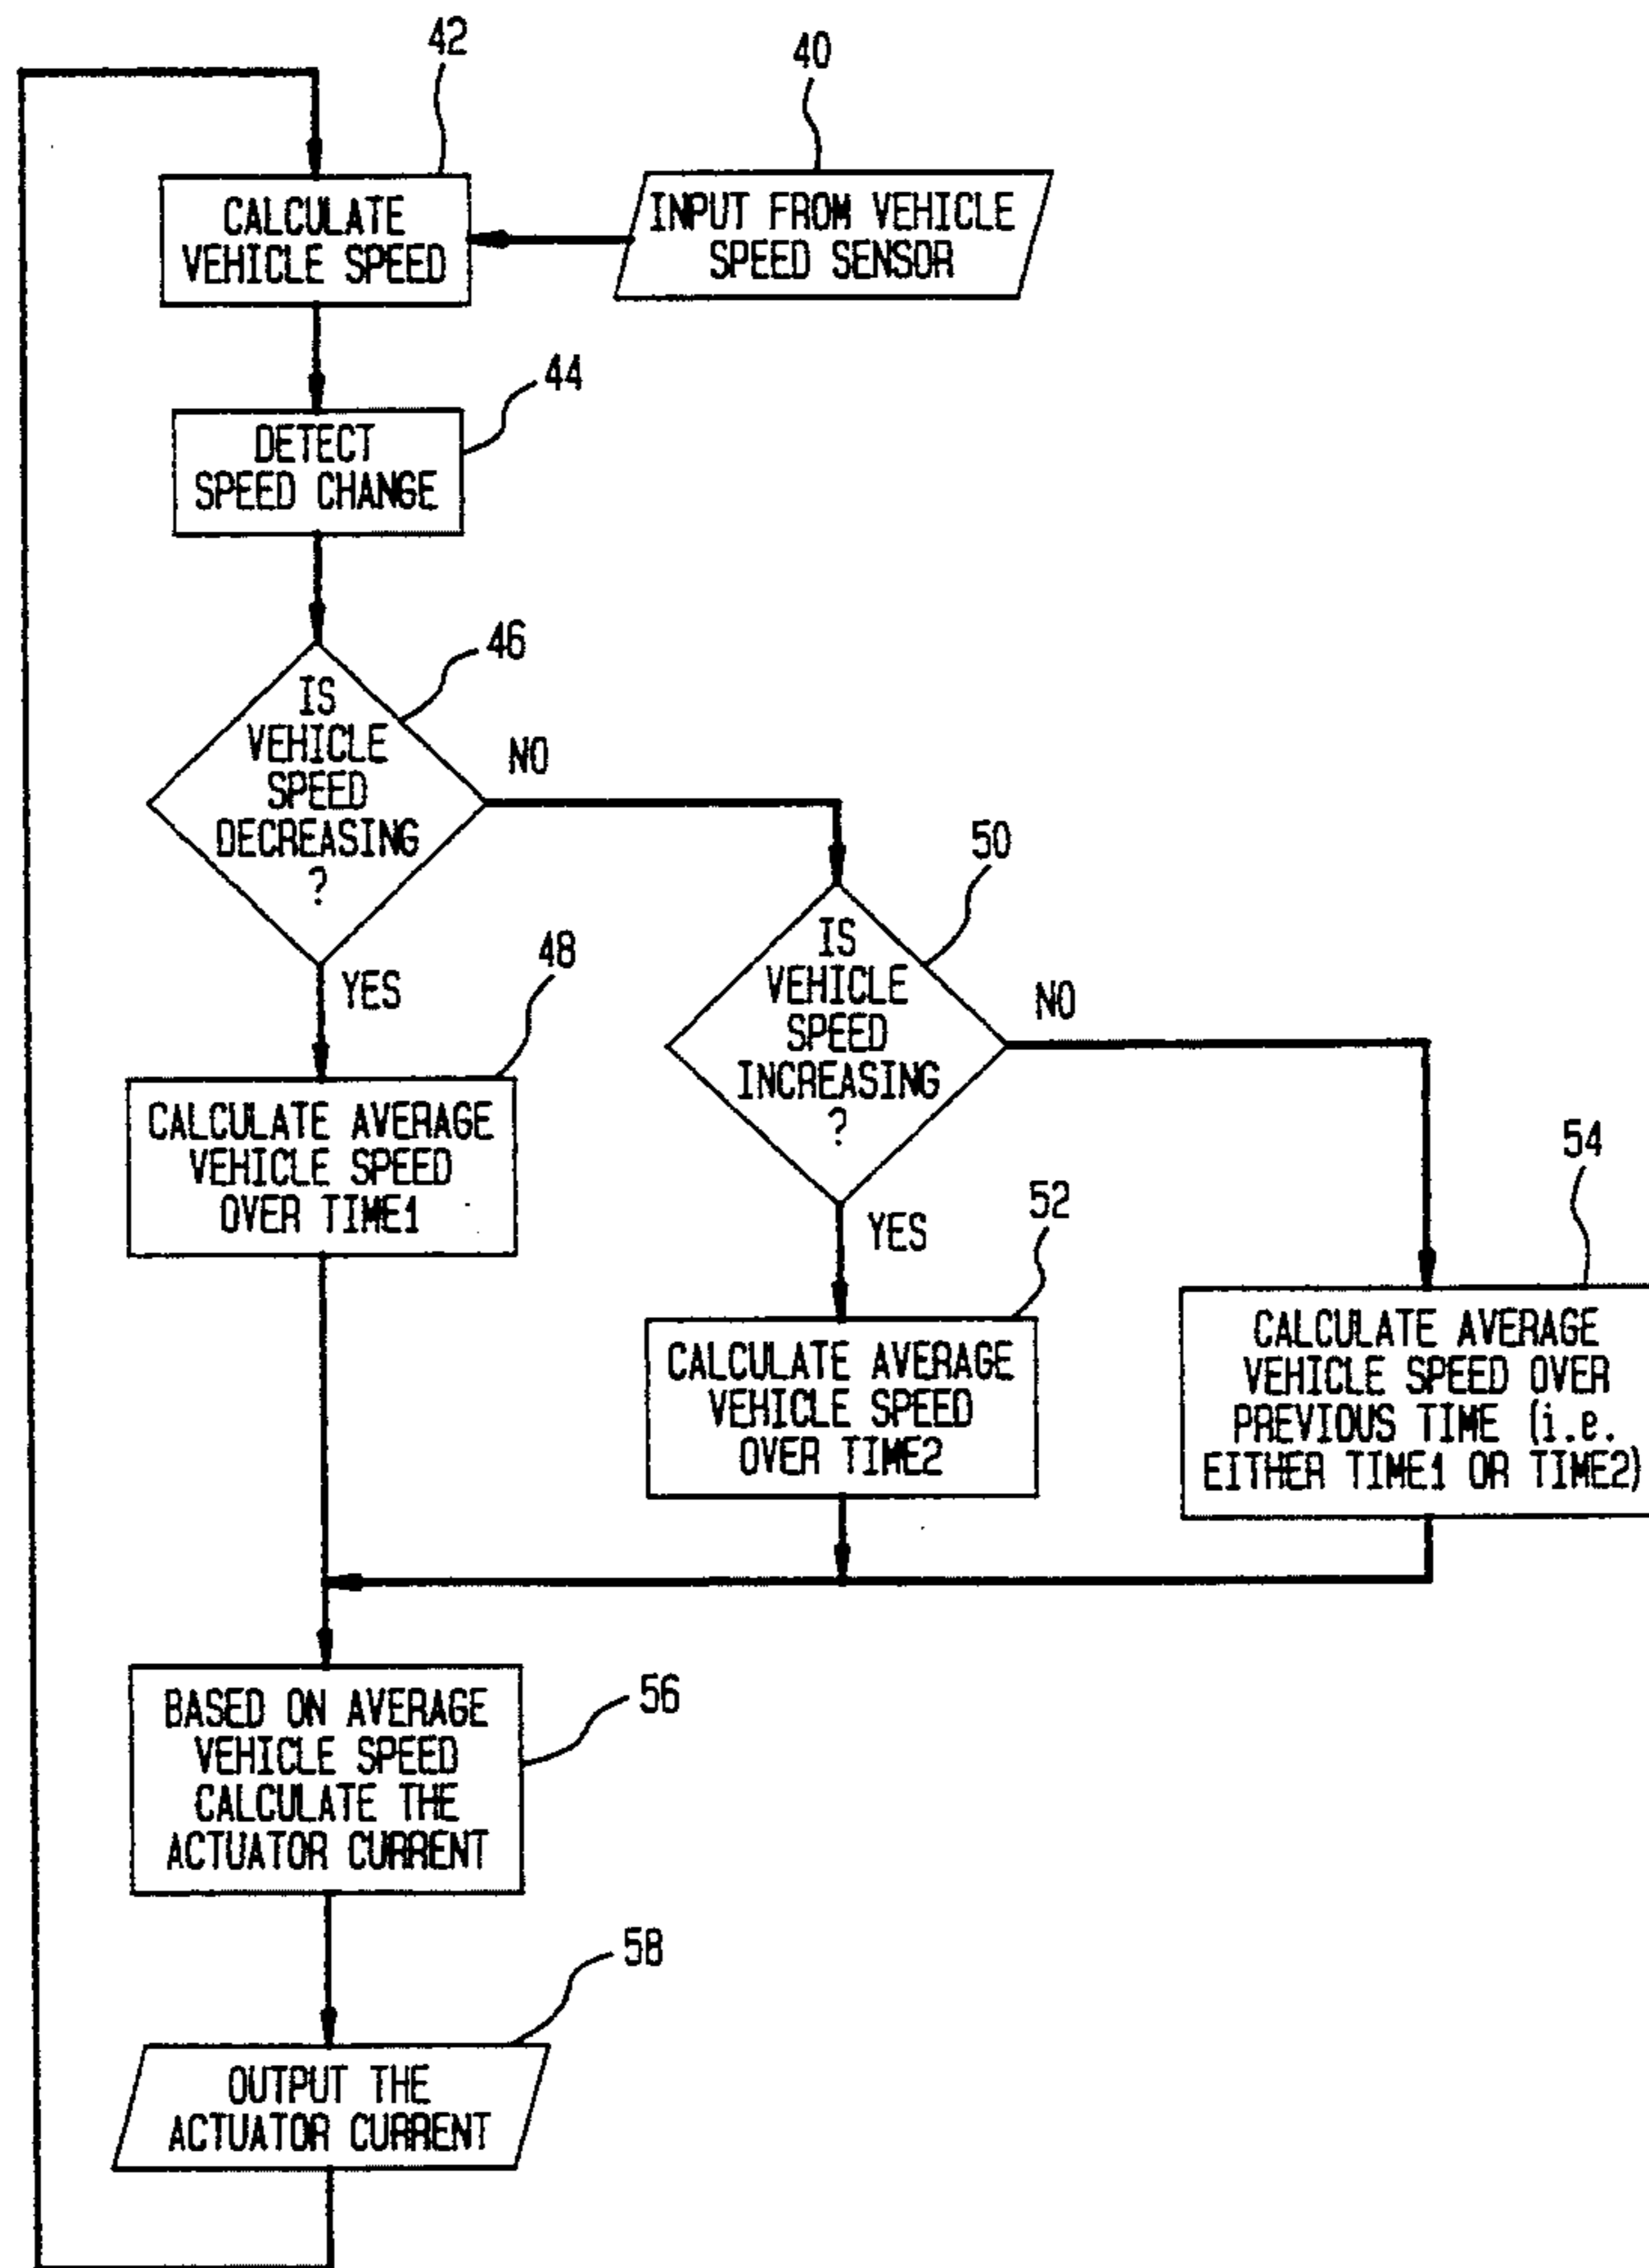 42
40
CALCULATE
VEHICLE SPEED
INPUT FROM VEHICLE
SPEED SENSOR
44
DETECT
SPEED CHANGE
46
IS
VEHICLE
SPEED
DECREASING
?
NO
50
IS
VEHICLE
SPEED
INCREASING
?
NO
YES
48
CALCULATE AVERAGE
VEHICLE SPEED
OVER TIME1
YES
52
CALCULATE AVERAGE
VEHICLE SPEED
OVER TIME2
54
CALCULATE AVERAGE
VEHICLE SPEED OVER
PREVIOUS TIME (i.e.
EITHER TIME1 OR TIME2)
56
BASED ON AVERAGE
VEHICLE SPEED
CALCULATE THE
ACTUATOR CURRENT
58
OUTPUT THE
ACTUATOR CURRENT